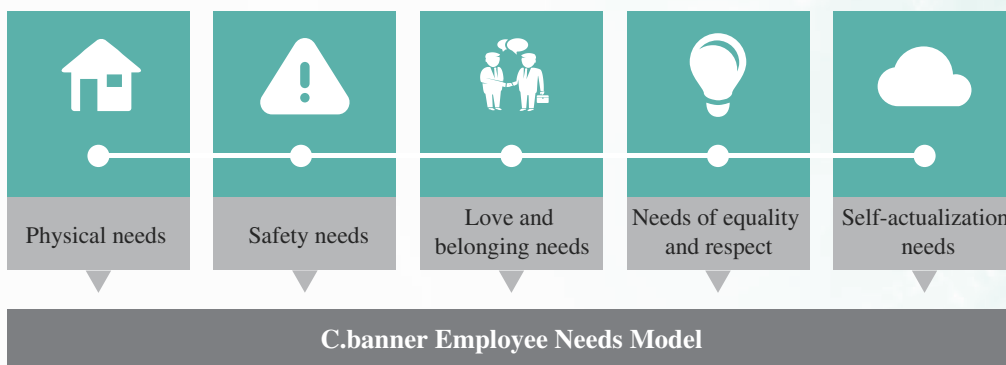 Physical needs
Safety needs
Love and
belonging needs
Needs of equality
and respect
Self-actualization
needs
C.banner Employee Needs Model